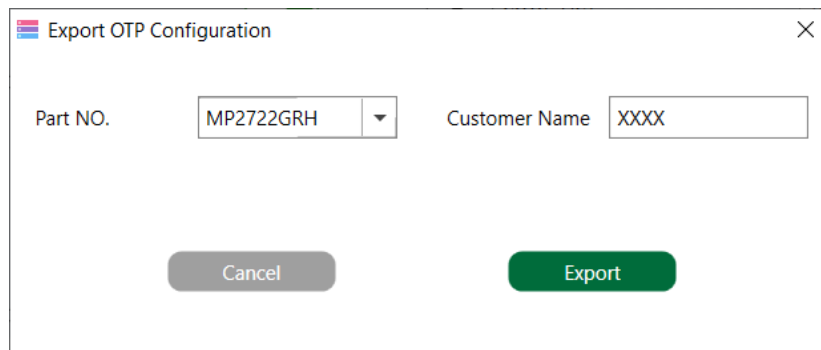 Export OTP Configuration
Part NO. MP2722GRH Customer Name XXXX
Cancel Export